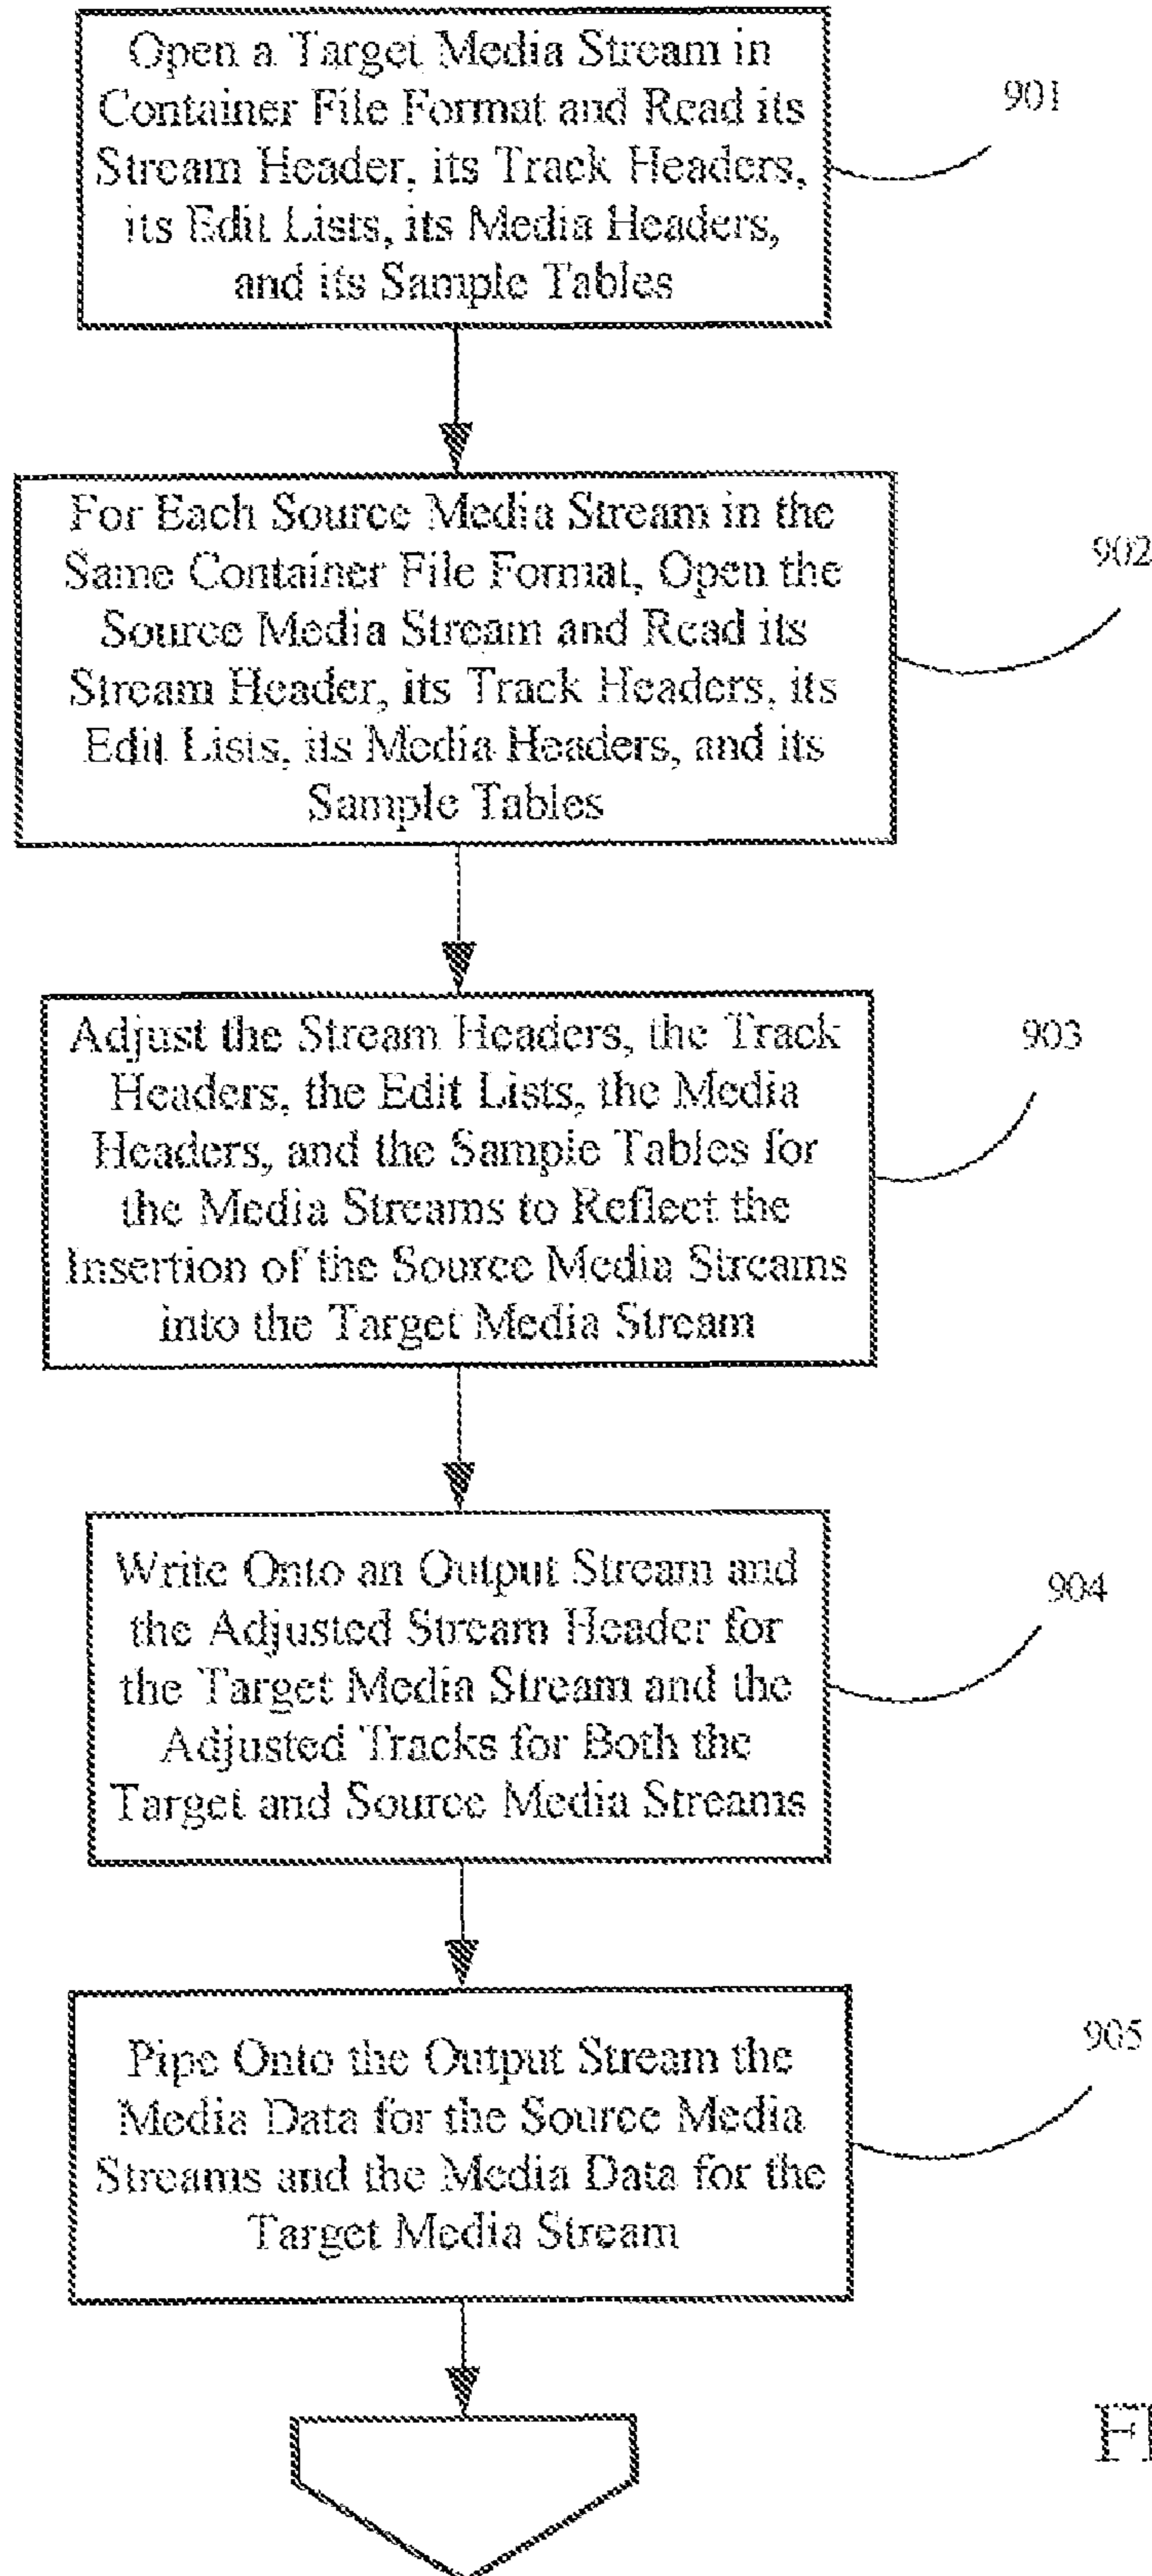 Open a Target Media Stream in
Container File Format and Read its
Stream Header, its Track Headers,
its Edit Lists, its Media Headers,
and its Sample Tables
901
For Each Source Media Stream in the
Same Container File Format, Open the
Source Media Stream and Read its
Stream Header, its Track Headers, its
Edit Lists, its Media Headers, and its
Sample Tables
902
Adjust the Stream Headers, the Track
Headers, the Edit Lists, the Media
Headers, and the Sample Tables for
the Media Streams to Reflect the
Insertion of the Source Media Streams
into the Target Media Stream
903
Write Onto an Output Stream and
the Adjusted Stream Header for
the Target Media Stream and the
Adjusted Tracks for Both the
Target and Source Media Streams
904
Pipe Onto the Output Stream the
Media Data for the Source Media
Streams and the Media Data for the
Target Media Stream
905